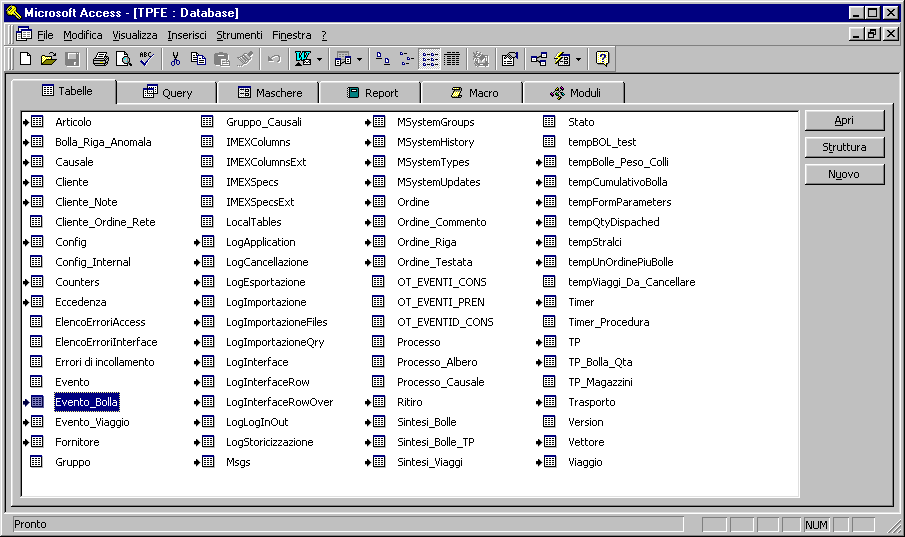 Microsoft Access - [TPFE : Database]
File Modifica Visualizza Inserisci Strumenti Finestra ?
Tabelle Query Maschere Report Macro Moduli
Articolo
Bolla_Riga_Anomala
Causale
Cliente
Cliente_Note
Cliente_Ordine_Rete
Config
Config_Internal
Counters
Eccedenza
ElencoErroriAccess
ElencoErroriInterface
Errori di incollamento
Evento
Evento_Bolla
Evento_Viaggio
Fornitore
Gruppo
Gruppo_Causali
IMEXColumns
IMEXColumnsExt
IMEXSpecs
IMEXSpecsExt
LocalTables
LogApplication
LogCancellazione
LogEsportazione
LogImportazione
LogImportazioneFiles
LogImportazioneQry
LogInterface
LogInterfaceRow
LogInterfaceRowOver
LogLogInOut
LogStoricizzazione
Msgs
MSystemGroups
MSystemHistory
MSystemTypes
MSystemUpdates
Ordine
Ordine_Commento
Ordine_Riga
Ordine_Testata
OT_EVENTI_CONS
OT_EVENTI_PREN
OT_EVENTID_CONS
Processo
Processo_Albero
Processo_Causale
Ritiro
Sintesi_Bolle
Sintesi_Bolle_TP
Sintesi_Viaggi
Stato
tempBOL_test
tempBolle_Peso_Colli
tempCumulativoBolla
tempFormParameters
tempQtyDispached
tempStralci
tempUnOrdinePiuBolle
tempViaggi_Da_Cancellare
Timer
Timer_Procedura
TP
TP_Bolla_Qta
TP_Magazzini
Trasporto
Version
Vettore
Viaggio
Apri
Struttura
Nuovo
Pronto
NUM